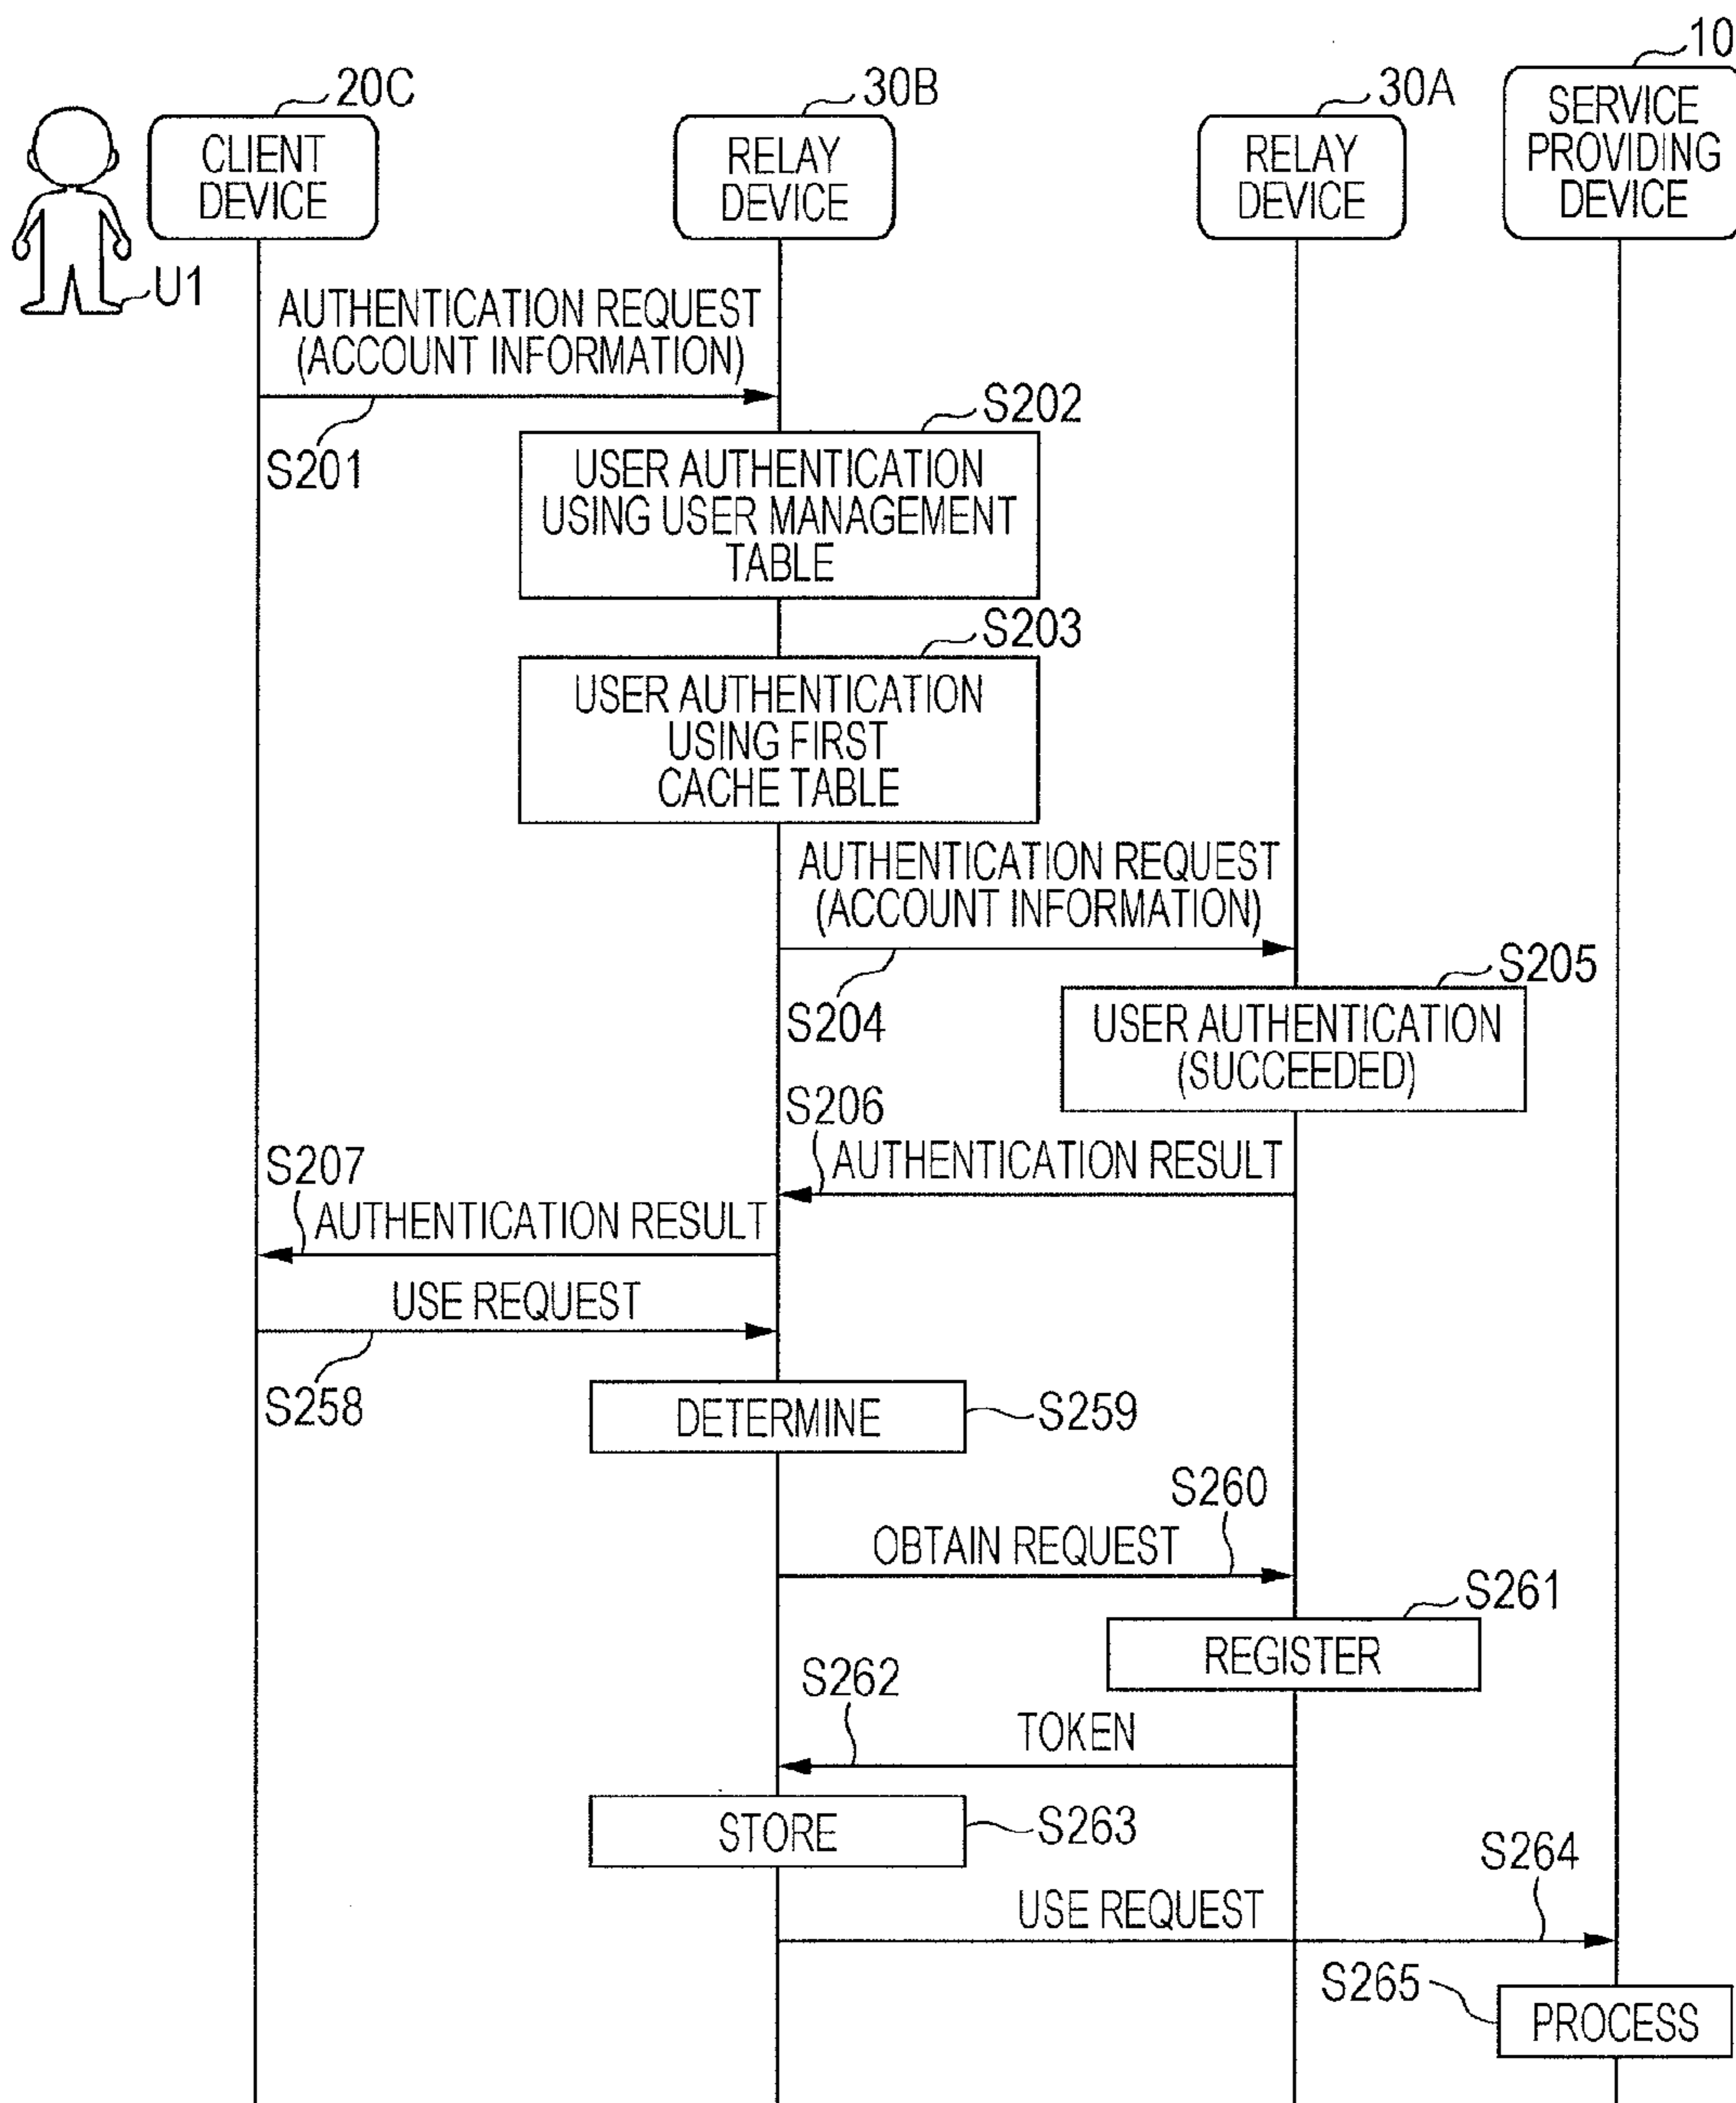 10
20C
30B
30A
CLIENT
DEVICE
RELAY
DEVICE
RELAY
DEVICE
SERVICE
PROVIDING
DEVICE
U1
AUTHENTICATION REQUEST
(ACCOUNT INFORMATION)
S201
S202
USER AUTHENTICATION
USING USER MANAGEMENT
TABLE
S203
USER AUTHENTICATION
USING FIRST
CACHE TABLE
AUTHENTICATION REQUEST
(ACCOUNT INFORMATION)
S204
S205
USER AUTHENTICATION
(SUCCEEDED)
S206
AUTHENTICATION RESULT
S207
AUTHENTICATION RESULT
USE REQUEST
S258
DETERMINE
S259
S260
OBTAIN REQUEST
S261
REGISTER
S262
TOKEN
STORE
S263
S264
USE REQUEST
S265
PROCESS